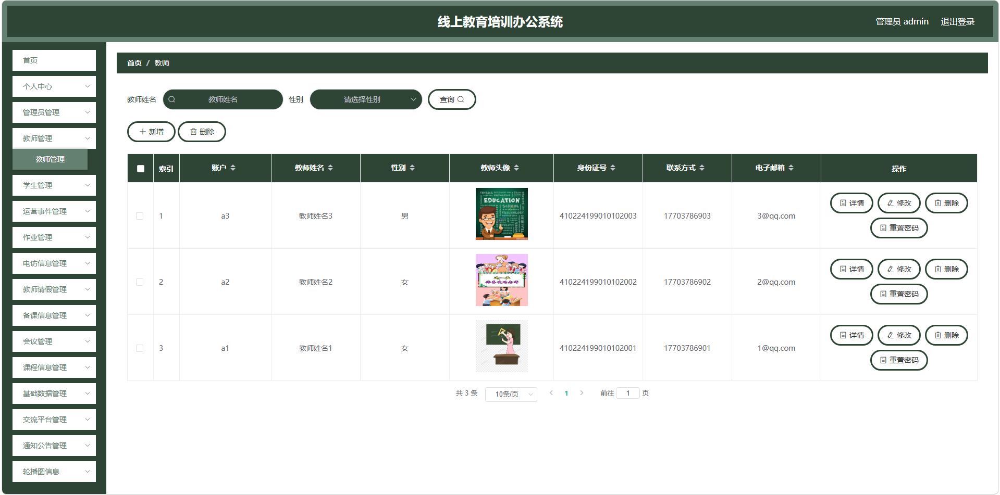 线上教育培训办公系统
管理员 admin 退出登录
首页
个人中心
管理员管理
教师管理
教师管理
学生管理
运营事件管理
作业管理
电访信息管理
教师请假管理
备课信息管理
会议管理
课程信息管理
基础数据管理
交流平台管理
通知公告管理
轮播图信息
首页 / 教师
教师姓名 教师姓名 性别 请选择性别 查询
新增 删除
索引 账户 教师姓名 性别 教师头像 身份证号 联系方式 电子邮箱 操作
1 a3 教师姓名3 男 410224199010102003 17703786903 3@qq.com 详情 修改 删除
重置密码
EDUCATION
SCHOOL
PSYCHOLOGY
2 a2 教师姓名2 女 410224199010102002 17703786902 2@qq.com 详情 修改 删除
重置密码
3 a1 教师姓名1 女 410224199010102001 17703786901 1@qq.com 详情 修改 删除
重置密码
共 3 条 10条/页 1 前往 1 页